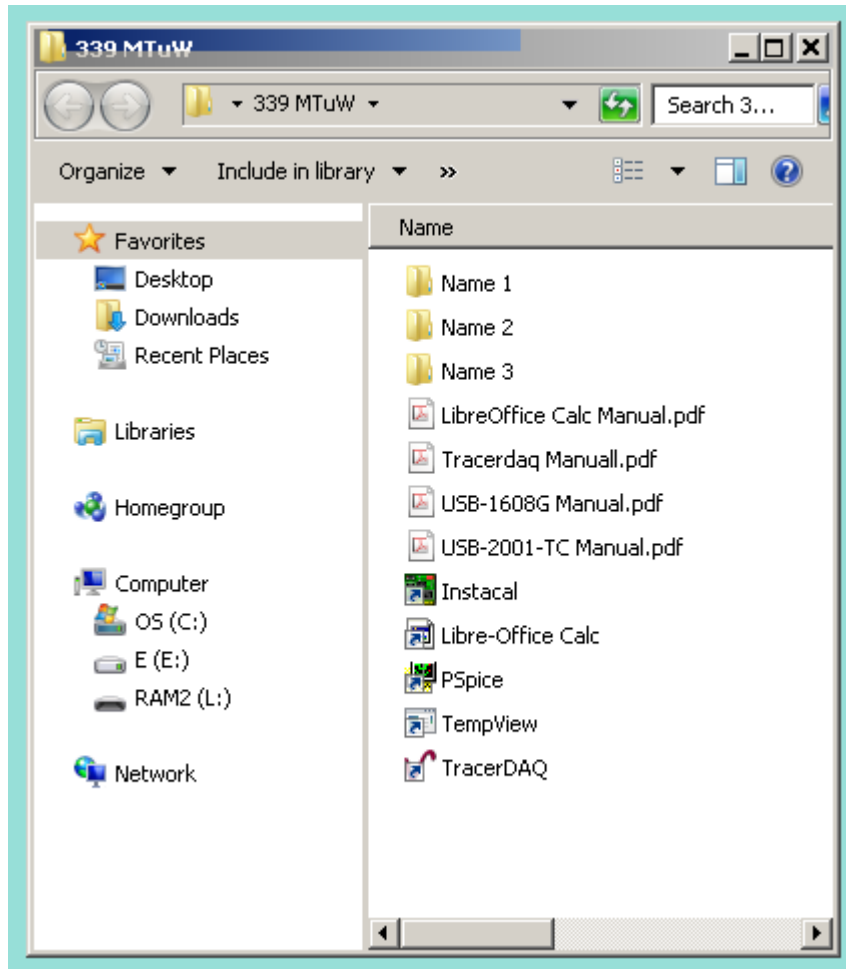 339 MTuW
339 MTuW
Search 3...
Organize
Include in library
»
Favorites
Desktop
Downloads
Recent Places
Libraries
Homegroup
Computer
OS (C:)
E (E:)
RAM2 (L:)
Network
Name
Name 1
Name 2
Name 3
LibreOffice Calc Manual.pdf
Tracerdaq Manuall.pdf
USB-1608G Manual.pdf
USB-2001-TC Manual.pdf
Instacal
Libre-Office Calc
PSpice
TempView
TracerDAQ